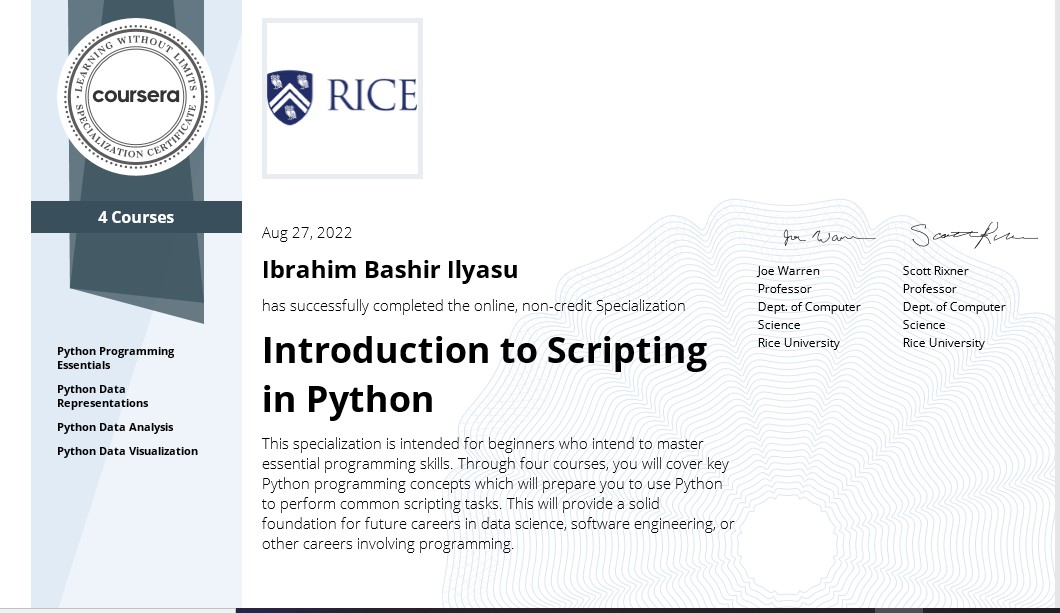 LEARNING WITHOUT LIMITS
coursera
SPECIALIZATION CERTIFICATE
4 Courses
Python Programming
Essentials
Python Data
Representations
Python Data Analysis
Python Data Visualization
RICE
Aug 27, 2022
Ibrahim Bashir Ilyasu
has successfully completed the online, non-credit Specialization
Introduction to Scripting
in Python
This specialization is intended for beginners who intend to master
essential programming skills. Through four courses, you will cover key
Python programming concepts which will prepare you to use Python
to perform common scripting tasks. This will provide a solid
foundation for future careers in data science, software engineering, or
other careers involving programming.
Joe Warren
Professor
Dept. of Computer
Science
Rice University
Scott Rixner
Professor
Dept. of Computer
Science
Rice University